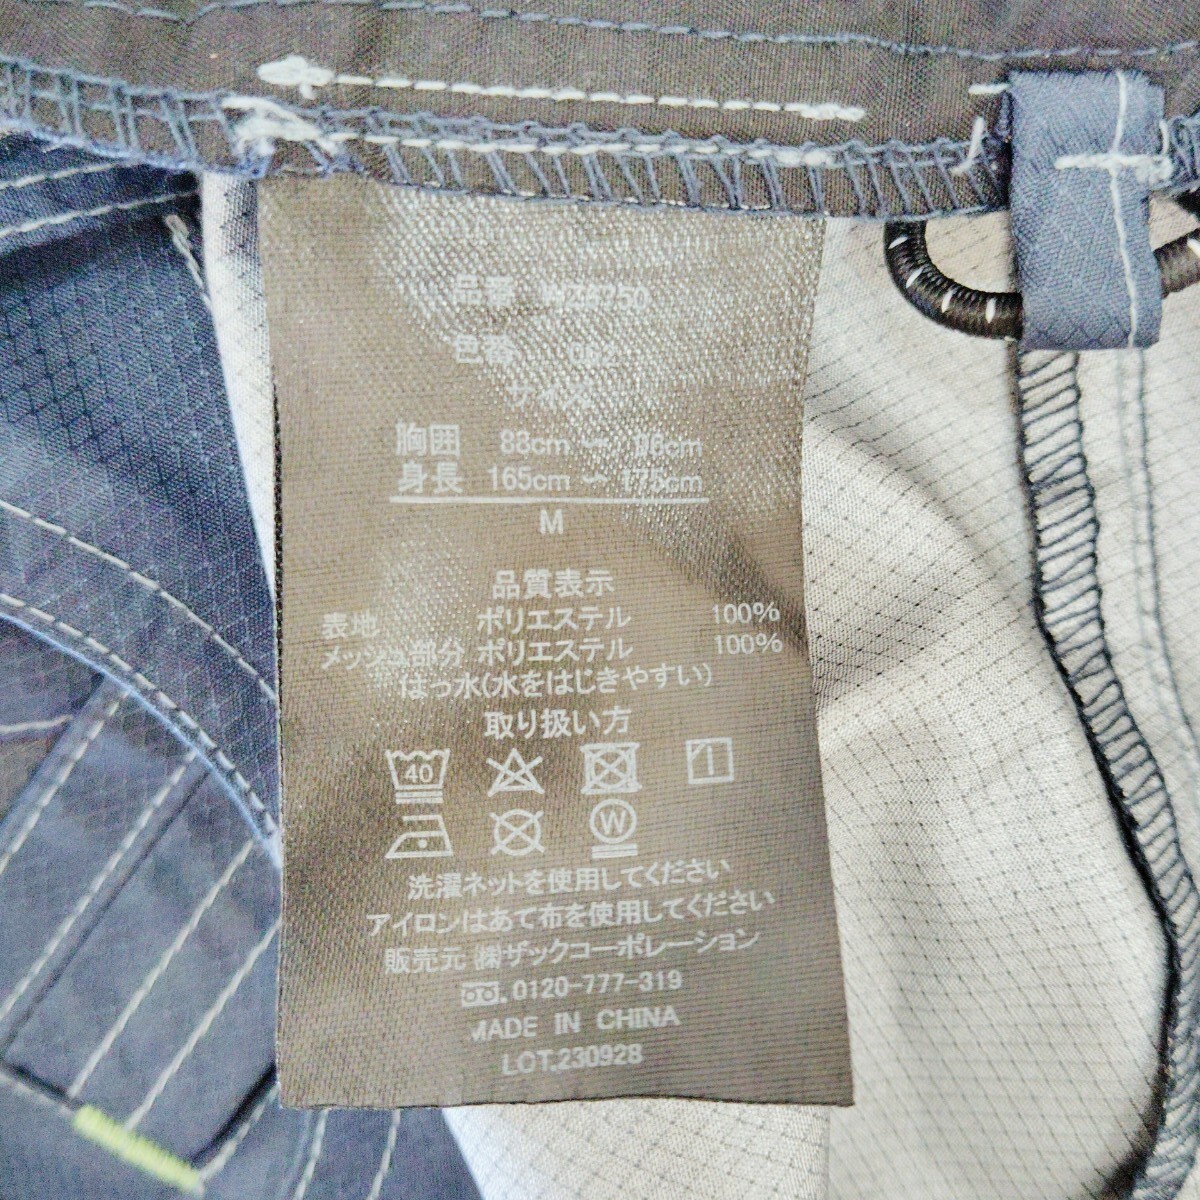 品番
色番
サイズ
胸囲 88cm ～ 96cm
身長 165cm ～ 175cm
M
品質表示
表地 ポリエステル 100%
メッシュ部分 ポリエステル 100%
はっ水(水をはじきやすい)
取り扱い方
40
W
洗濯ネットを使用してください
アイロンはあて布を使用してください
販売元 ㈱ザックコーポレーション
0120-777-319
MADE IN CHINA
LOT.230928